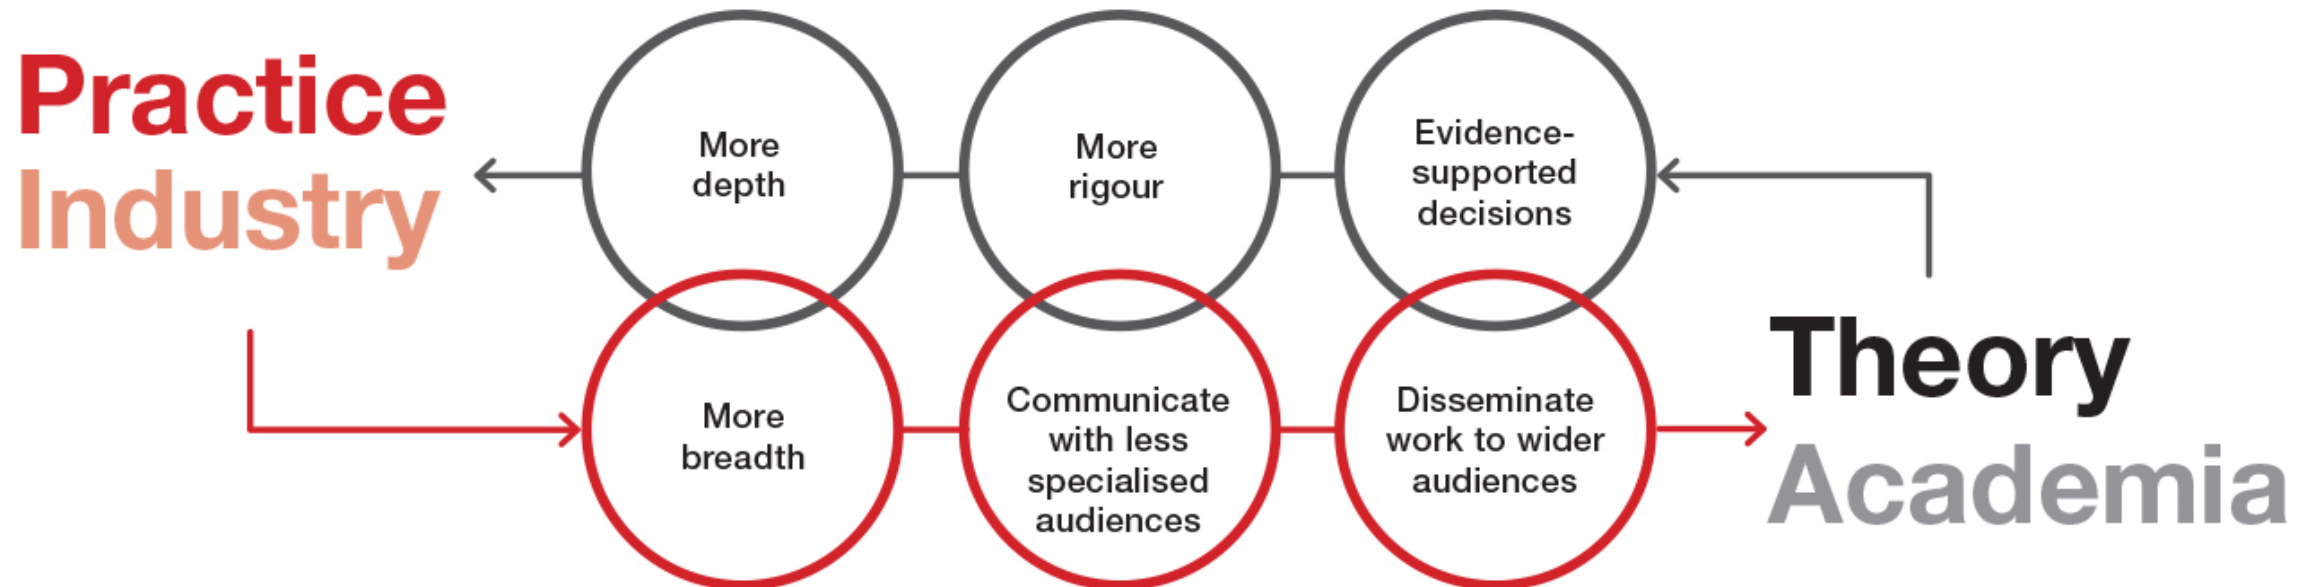 Practice
Industry
More
depth
More
rigour
Evidence-
supported
decisions
More
breadth
Communicate
with less
specialised
audiences
Disseminate
work to wider
audiences
Theory
Academia